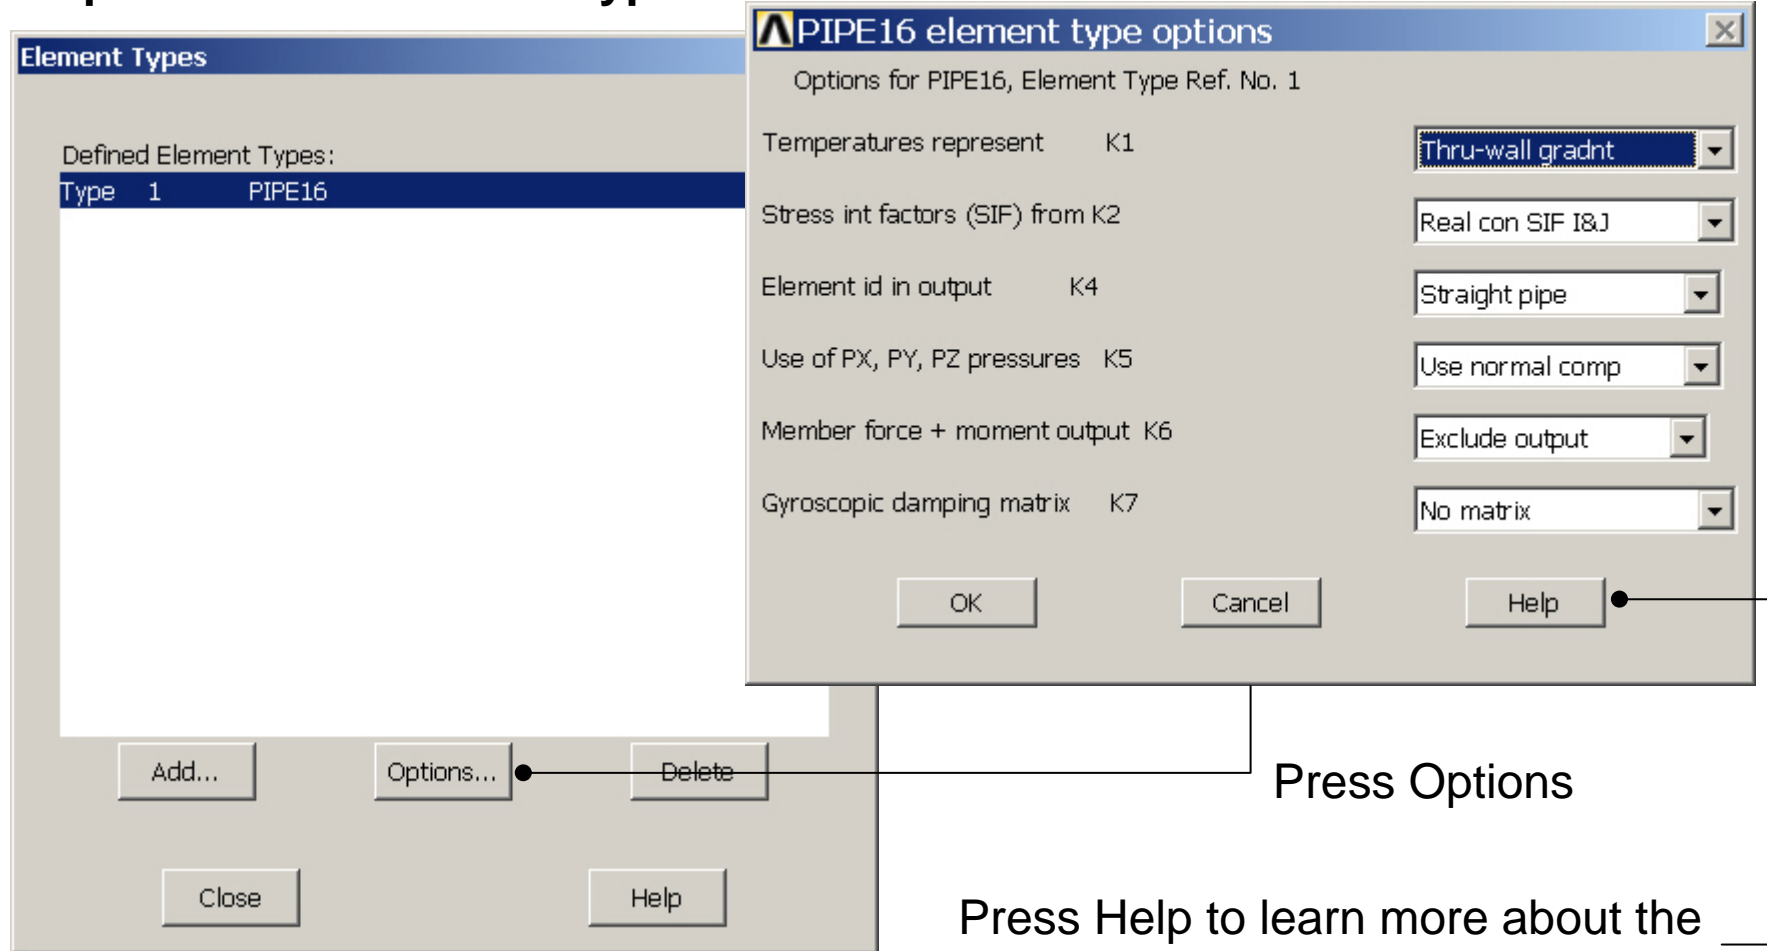 Element Types
Defined Element Types:
Type 1 PIPE16
Add...
Options...
Delete
Close
Help
PIPE16 element type options
Options for PIPE16, Element Type Ref. No. 1
Temperatures represent K1 Thru-wall gradnt
Stress int factors (SIF) from K2 Real con SIF I&J
Element id in output K4 Straight pipe
Use of PX, PY, PZ pressures K5 Use normal comp
Member force + moment output K6 Exclude output
Gyroscopic damping matrix K7 No matrix
OK
Cancel
Help
Press Options
Press Help to learn more about the